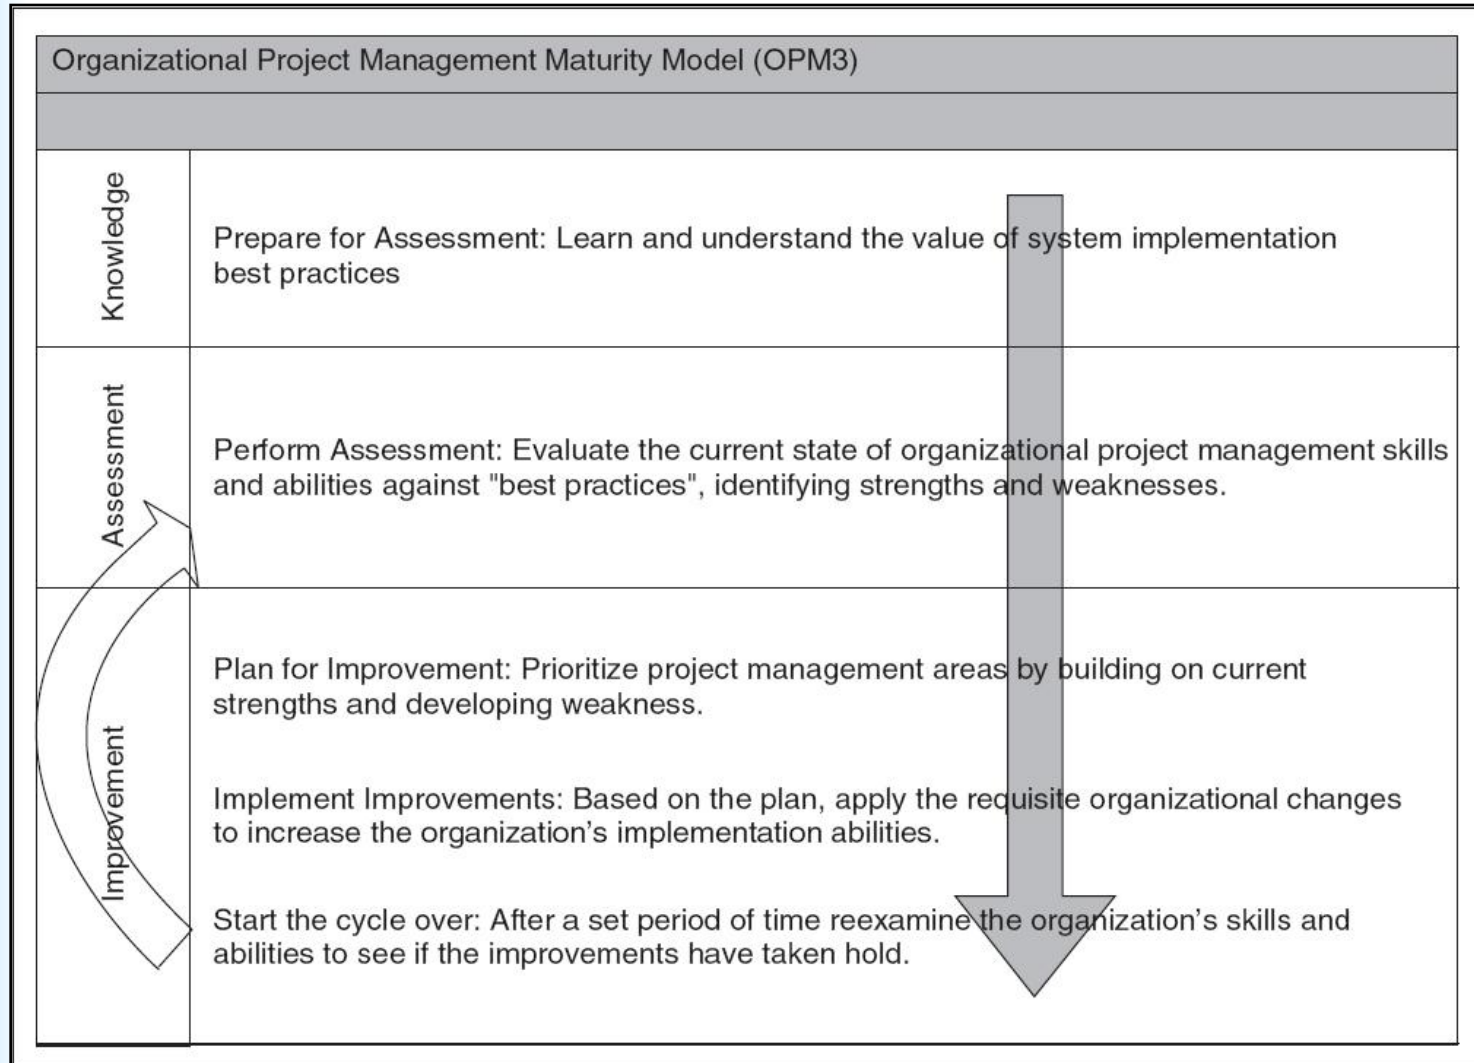 Organizational Project Management Maturity Model (OPM3)
Knowledge
Prepare for Assessment: Learn and understand the value of system implementation
best practices
Assessment
Perform Assessment: Evaluate the current state of organizational project management skills
and abilities against "best practices", identifying strengths and weaknesses.
Improvement
Plan for Improvement: Prioritize project management areas by building on current
strengths and developing weakness.
Implement Improvements: Based on the plan, apply the requisite organizational changes
to increase the organization’s implementation abilities.
Start the cycle over: After a set period of time reexamine the organization’s skills and
abilities to see if the improvements have taken hold.